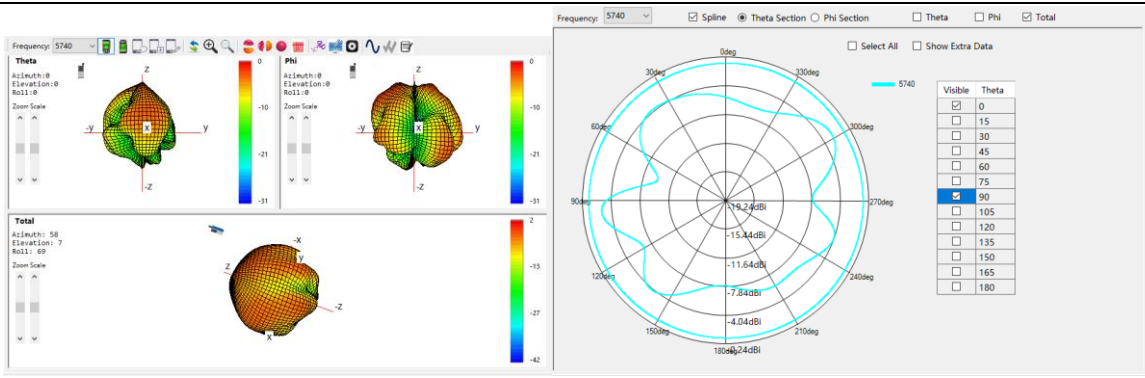 Frequency: 5740
Theta
Azimuth:0
Elevation:0
Roll:0
Zoom Scale
z
-y
x
y
-z
0
-10
-21
-31
Phi
Azimuth:0
Elevation:0
Roll:0
Zoom Scale
z
-y
x
y
-z
0
-10
-21
-31
Total
Azimuth: 58
Elevation: 7
Roll: 69
Zoom Scale
z
-x
y
-z
x
2
-13
-27
-42
Frequency: 5740 Spline Theta Section Phi Section Theta Phi Total
Select All Show Extra Data
0deg
30deg
330deg
60deg
300deg
90deg
270deg
120deg
240deg
150deg
210deg
180deg
-19.24dBi
-15.44dBi
-11.64dBi
-7.84dBi
-4.04dBi
-0.24dBi
5740
Visible Theta
0
15
30
45
60
75
90
105
120
135
150
165
180